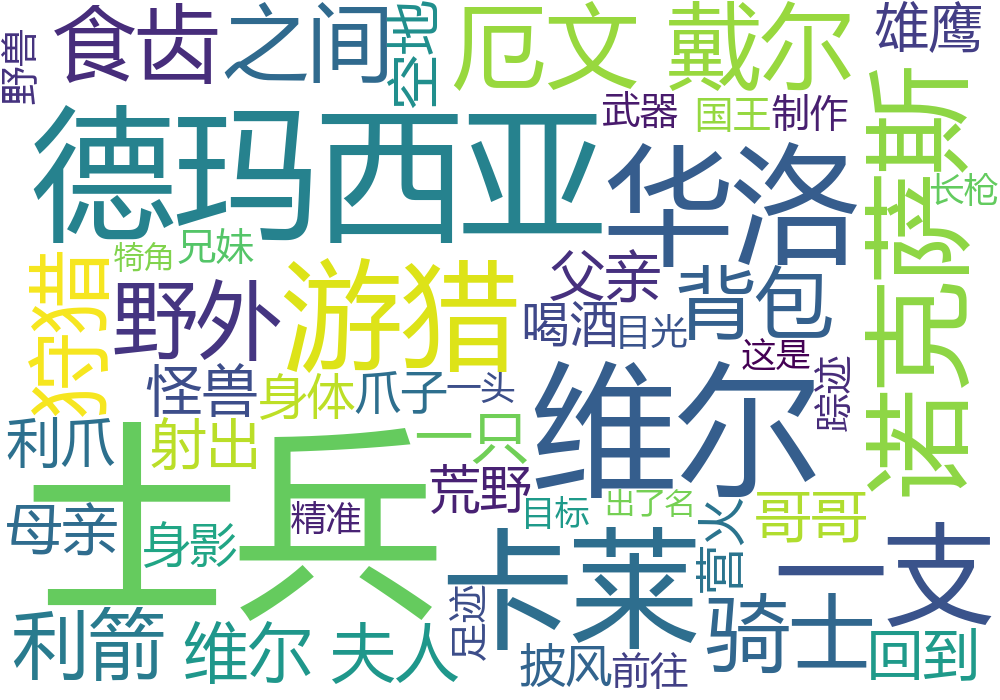 野兽
食齿
之间
空地
厄文
戴尔
雄鹰
德玛西亚
武器
国王
制作
华洛
诺克萨斯
长枪
犄角
兄妹
狩猎
野外
游猎
父亲
背包
喝酒
目光
这是
怪兽
身体
爪子
一头
维尔
踪迹
利爪
射出
士兵
一只
荒野
目标
出了名
营火
哥哥
母亲
身影
精准
卡莱
一支
利箭
维尔
夫人
足迹
披风
前往
骑士
回到